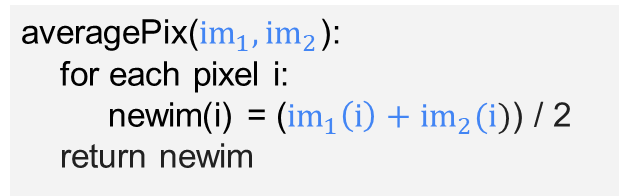 averagePix(im₁, im₂):
for each pixel i:
newim(i) = (im₁(i) + im₂(i)) / 2
return newim